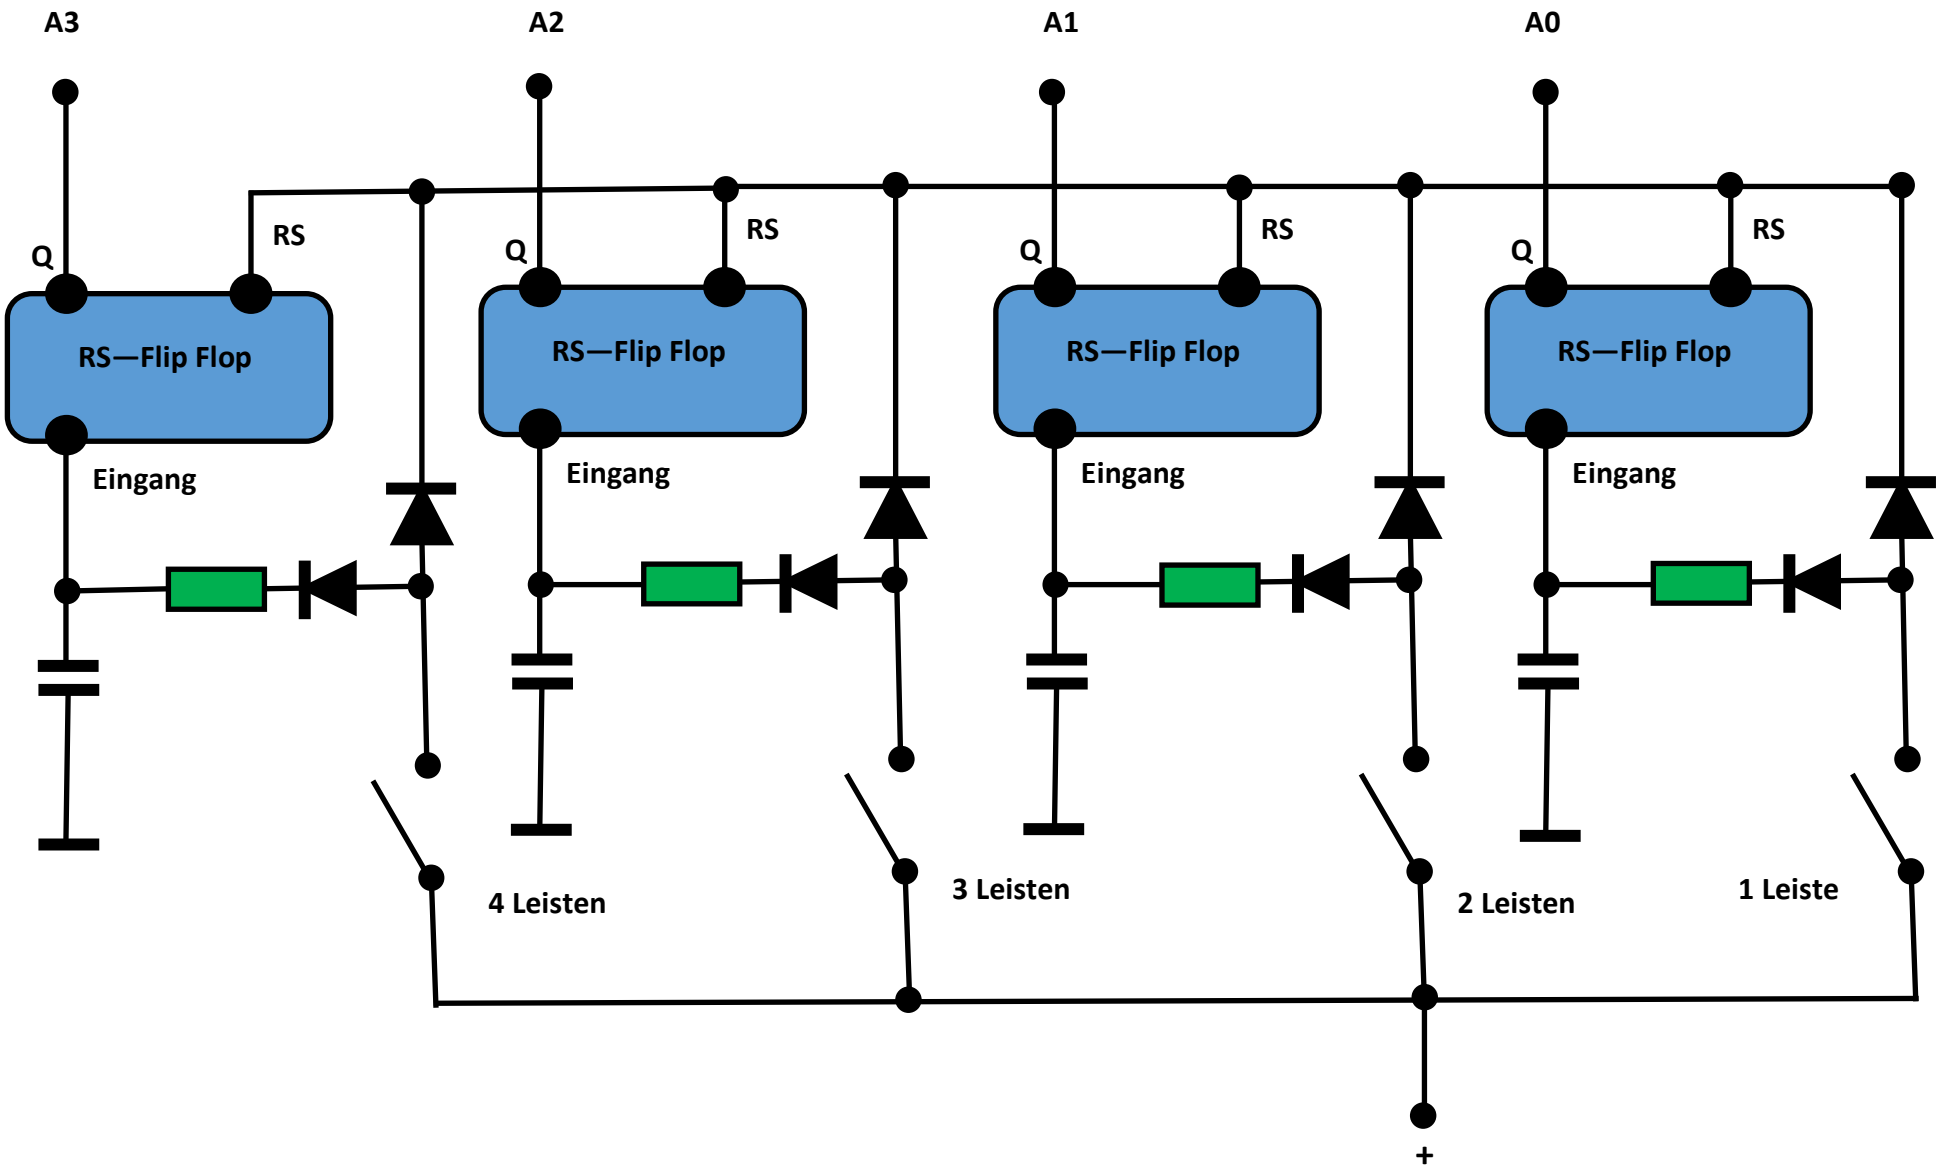 A3
A2
A1
A0
RS
RS
RS
RS
Q
Q
Q
Q
RS—Flip Flop
RS—Flip Flop
RS—Flip Flop
RS—Flip Flop
Eingang
Eingang
Eingang
Eingang
4 Leisten
3 Leisten
2 Leisten
1 Leiste
+